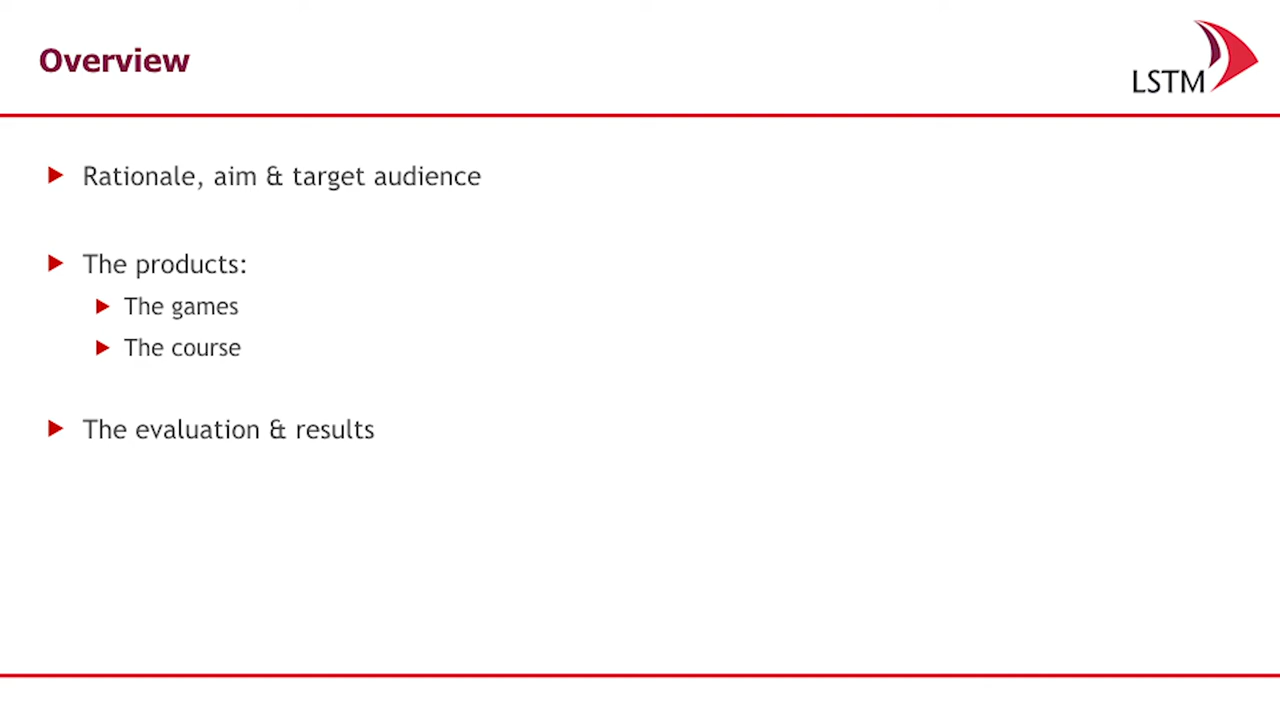 Overview
LSTM
Rationale, aim & target audience
The products:
The games
The course
The evaluation & results